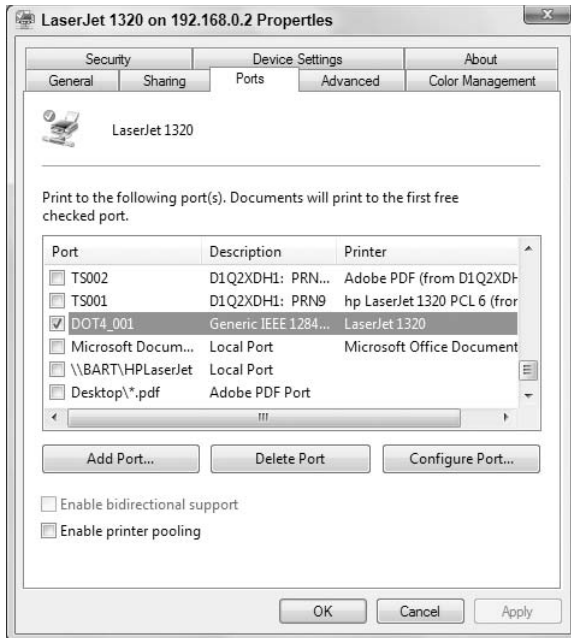 LaserJet 1320 on 192.168.0.2 Properties
Security Device Settings About
General Sharing Ports Advanced Color Management
LaserJet 1320
Print to the following port(s). Documents will print to the first free
checked port.
Port Description Printer
TS002 D1Q2XDH1: PRN... Adobe PDF (from D1Q2XDH
TS001 D1Q2XDH1: PRN9 hp LaserJet 1320 PCL 6 (fror
DOT4_001 Generic IEEE 1284... LaserJet 1320
Microsoft Docum... Local Port Microsoft Office Document
\\BART\HPLaserJet Local Port
Desktop\*.pdf Adobe PDF Port
Add Port... Delete Port Configure Port...
Enable bidirectional support
Enable printer pooling
OK Cancel Apply